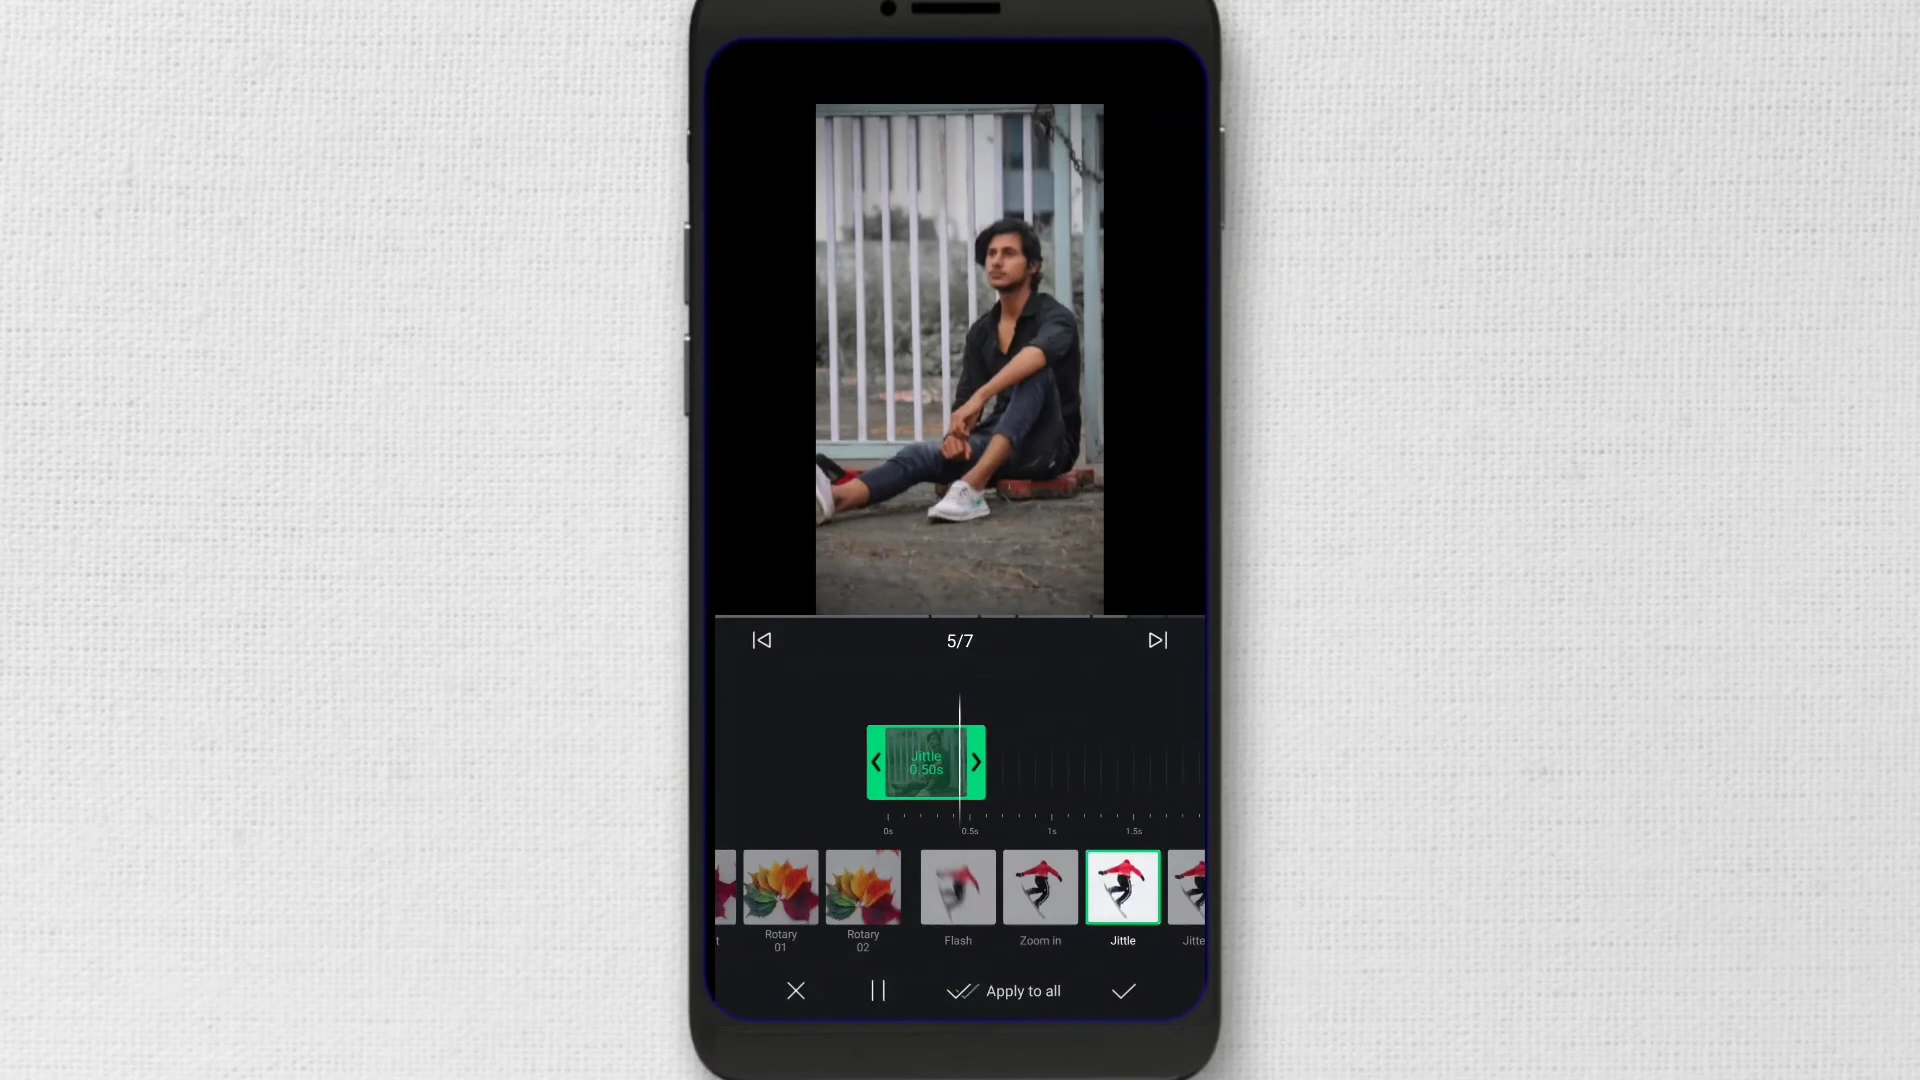 5/7
Jittle
0.50s
0s
0.5s
1s
1.5s
t
Rotary
01
Rotary
02
Flash
Zoom in
Jittle
Jitte
Apply to all